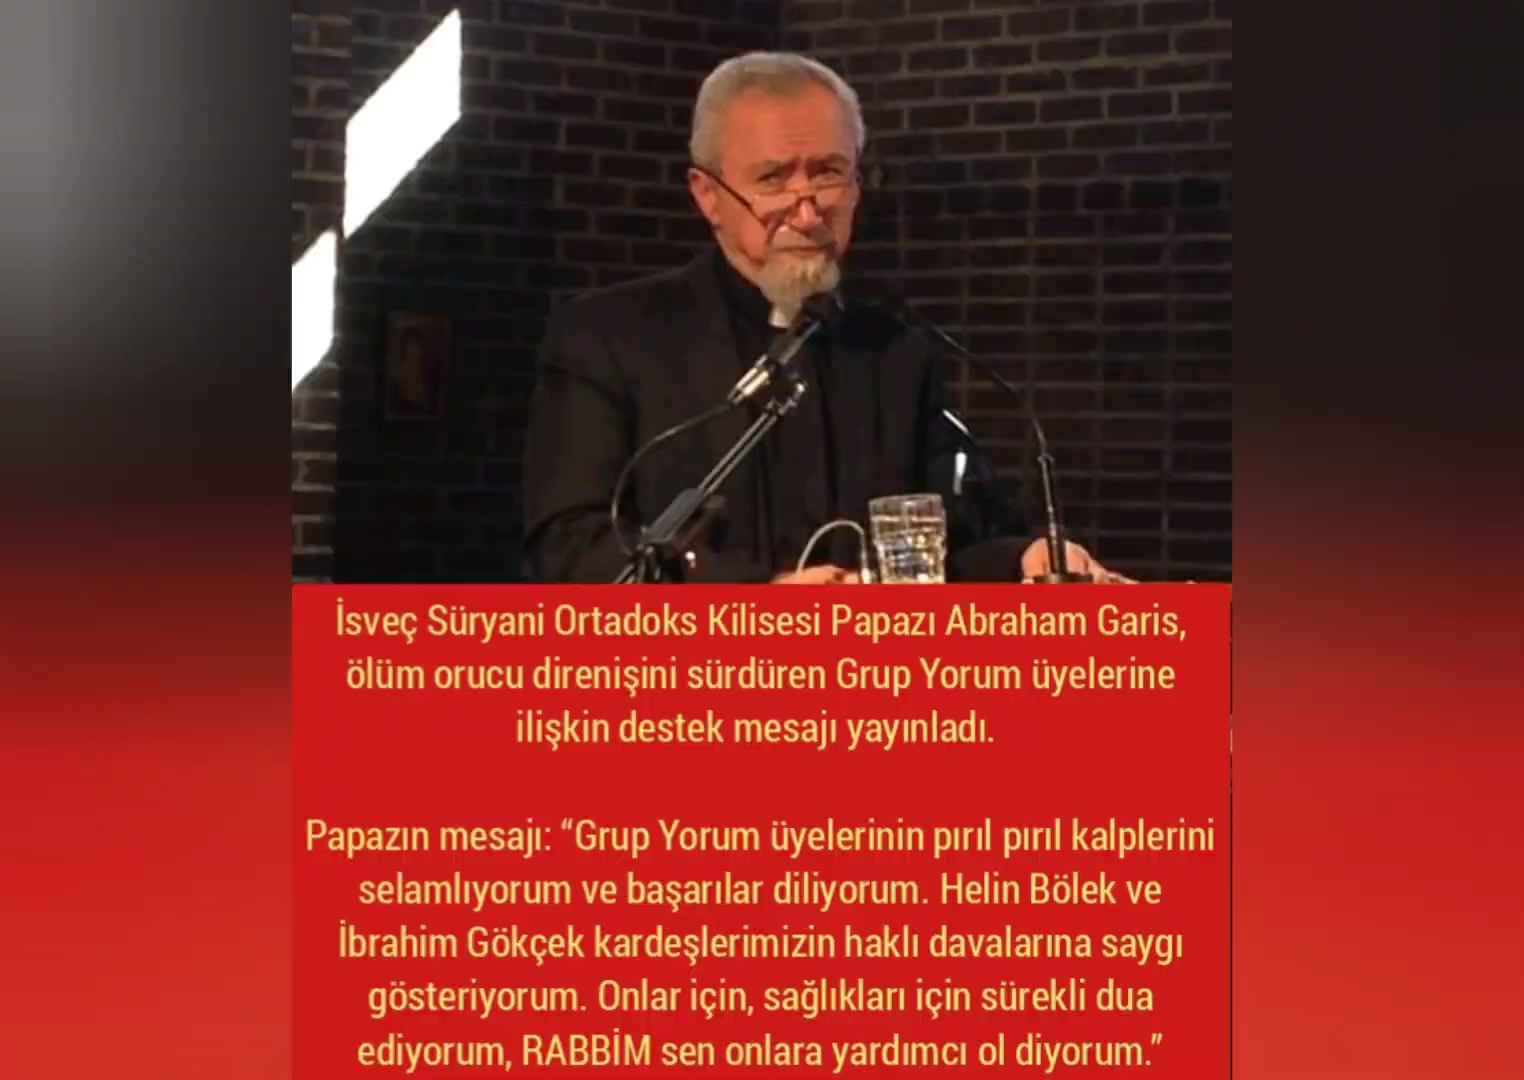 İsveç Süryani Ortadoks Kilisesi Papazı Abraham Garis,
ölüm orucu direnişini sürdüren Grup Yorum üyelerine
ilişkin destek mesajı yayınladı.
Papazın mesajı: “Grup Yorum üyelerinin pırıl pırıl kalplerini
selamlıyorum ve başarılar diliyorum. Helin Bölek ve
İbrahim Gökçek kardeşlerimizin haklı davalarına saygı
gösteriyorum. Onlar için, sağlıkları için sürekli dua
ediyorum, RABBİM sen onlara yardımcı ol diyorum.”